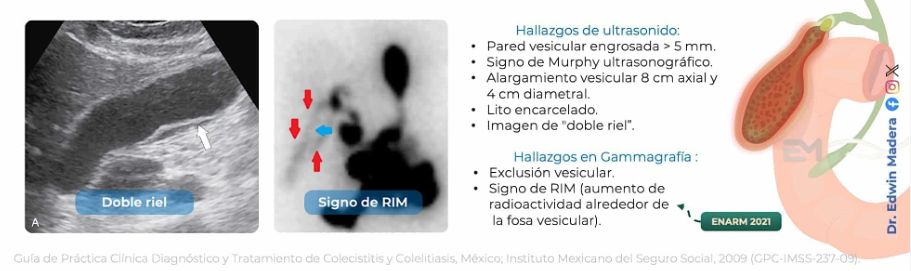 Hallazgos de ultrasonido:
• Pared vesicular engrosada > 5 mm.
• Signo de Murphy ultrasonográfico.
• Alargamiento vesicular 8 cm axial y
4 cm diametral.
• Lito encarcelado.
• Imagen de "doble riel".
Hallazgos en Gammagrafía :
• Exclusión vesicular.
• Signo de RIM (aumento de
radioactividad alrededor de
la fosa vesicular).
ENARM 2021
A
Doble riel
Signo de RIM
EM
Dr. Edwin Madera
Guía de Práctica Clínica Diagnóstico y Tratamiento de Colecistitis y Colelitiasis, México; Instituto Mexicano del Seguro Social, 2009 (GPC-IMSS-237-09).